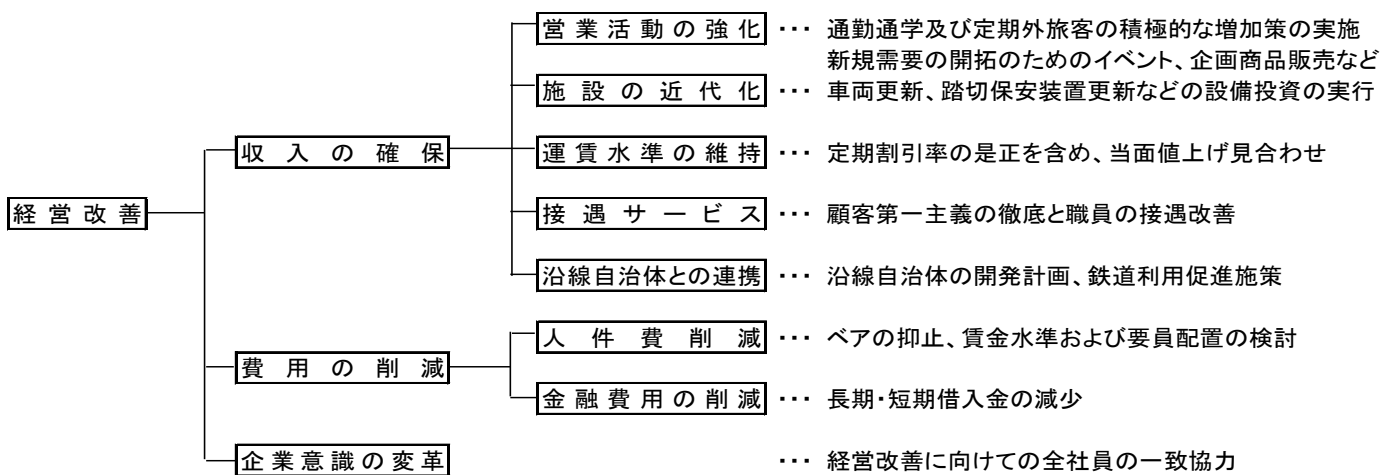 営業活動の強化 ・・・ 通勤通学及び定期外旅客の積極的な増加策の実施
新規需要の開拓のためのイベント、企画商品販売など
施設の近代化 ・・・ 車両更新、踏切保安装置更新などの設備投資の実行
収入の確保 運賃水準の維持 ・・・ 定期割引率の是正を含め、当面値上げ見合わせ
経営改善 接遇サービス ・・・ 顧客第一主義の徹底と職員の接遇改善
沿線自治体との連携 ・・・ 沿線自治体の開発計画、鉄道利用促進施策
人件費削減 ・・・ ベアの抑止、賃金水準および要員配置の検討
費用の削減
金融費用の削減 ・・・ 長期・短期借入金の減少
企業意識の変革 ・・・ 経営改善に向けての全社員の一致協力